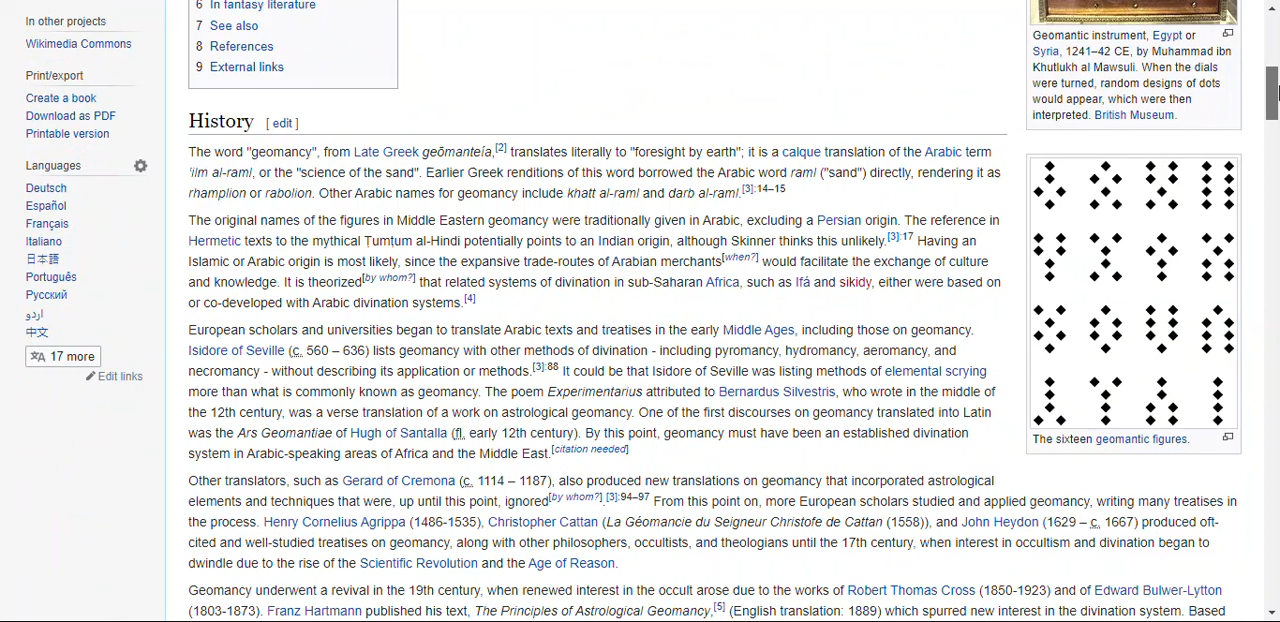 In other projects
Wikimedia Commons
Print/export
Create a book
Download as PDF
Printable version
Languages
Deutsch
Español
Français
Italiano
日本語
Português
Русский
اردو
中文
17 more
Edit links
6 In fantasy literature
7 See also
8 References
9 External links
History [ edit ]
The word "geomancy", from Late Greek geōmanteía,[2] translates literally to "foresight by earth"; it is a calque translation of the Arabic term
'ilm al-raml, or the "science of the sand". Earlier Greek renditions of this word borrowed the Arabic word raml ("sand") directly, rendering it as
rhamplion or rabolion. Other Arabic names for geomancy include khatt al-raml and darb al-raml.[3]:14–15
The original names of the figures in Middle Eastern geomancy were traditionally given in Arabic, excluding a Persian origin. The reference in
Hermetic texts to the mythical Ṭumṭum al-Hindi potentially points to an Indian origin, although Skinner thinks this unlikely.[3]:17 Having an
Islamic or Arabic origin is most likely, since the expansive trade-routes of Arabian merchants[when?] would facilitate the exchange of culture
and knowledge. It is theorized[by whom?] that related systems of divination in sub-Saharan Africa, such as Ifá and sikidy, either were based on
or co-developed with Arabic divination systems.[4]
European scholars and universities began to translate Arabic texts and treatises in the early Middle Ages, including those on geomancy.
Isidore of Seville (c. 560 – 636) lists geomancy with other methods of divination - including pyromancy, hydromancy, aeromancy, and
necromancy - without describing its application or methods.[3]:88 It could be that Isidore of Seville was listing methods of elemental scrying
more than what is commonly known as geomancy. The poem Experimentarius attributed to Bernardus Silvestris, who wrote in the middle of
the 12th century, was a verse translation of a work on astrological geomancy. One of the first discourses on geomancy translated into Latin
was the Ars Geomantiae of Hugh of Santalla (fl. early 12th century). By this point, geomancy must have been an established divination
system in Arabic-speaking areas of Africa and the Middle East.[citation needed]
Other translators, such as Gerard of Cremona (c. 1114 – 1187), also produced new translations on geomancy that incorporated astrological
elements and techniques that were, up until this point, ignored[by whom?].[3]:94–97 From this point on, more European scholars studied and applied geomancy, writing many treatises in
the process. Henry Cornelius Agrippa (1486-1535), Christopher Cattan (La Géomancie du Seigneur Christofe de Cattan (1558)), and John Heydon (1629 – c. 1667) produced oft-
cited and well-studied treatises on geomancy, along with other philosophers, occultists, and theologians until the 17th century, when interest in occultism and divination began to
dwindle due to the rise of the Scientific Revolution and the Age of Reason.
Geomancy underwent a revival in the 19th century, when renewed interest in the occult arose due to the works of Robert Thomas Cross (1850-1923) and of Edward Bulwer-Lytton
(1803-1873). Franz Hartmann published his text, The Principles of Astrological Geomancy,[5] (English translation: 1889) which spurred new interest in the divination system. Based
Geomantic instrument, Egypt or
Syria, 1241–42 CE, by Muhammad ibn
Khutlukh al Mawsuli. When the dials
were turned, random designs of dots
would appear, which were then
interpreted. British Museum.
The sixteen geomantic figures.